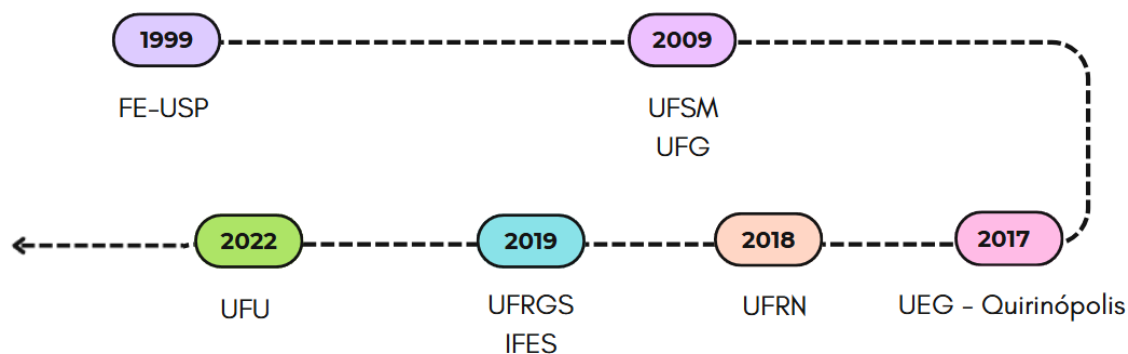 1999
FE-USP
2009
UFSM
UFG
2017
UEG - Quirinópolis
2018
UFRN
2019
UFRGS
IFES
2022
UFU